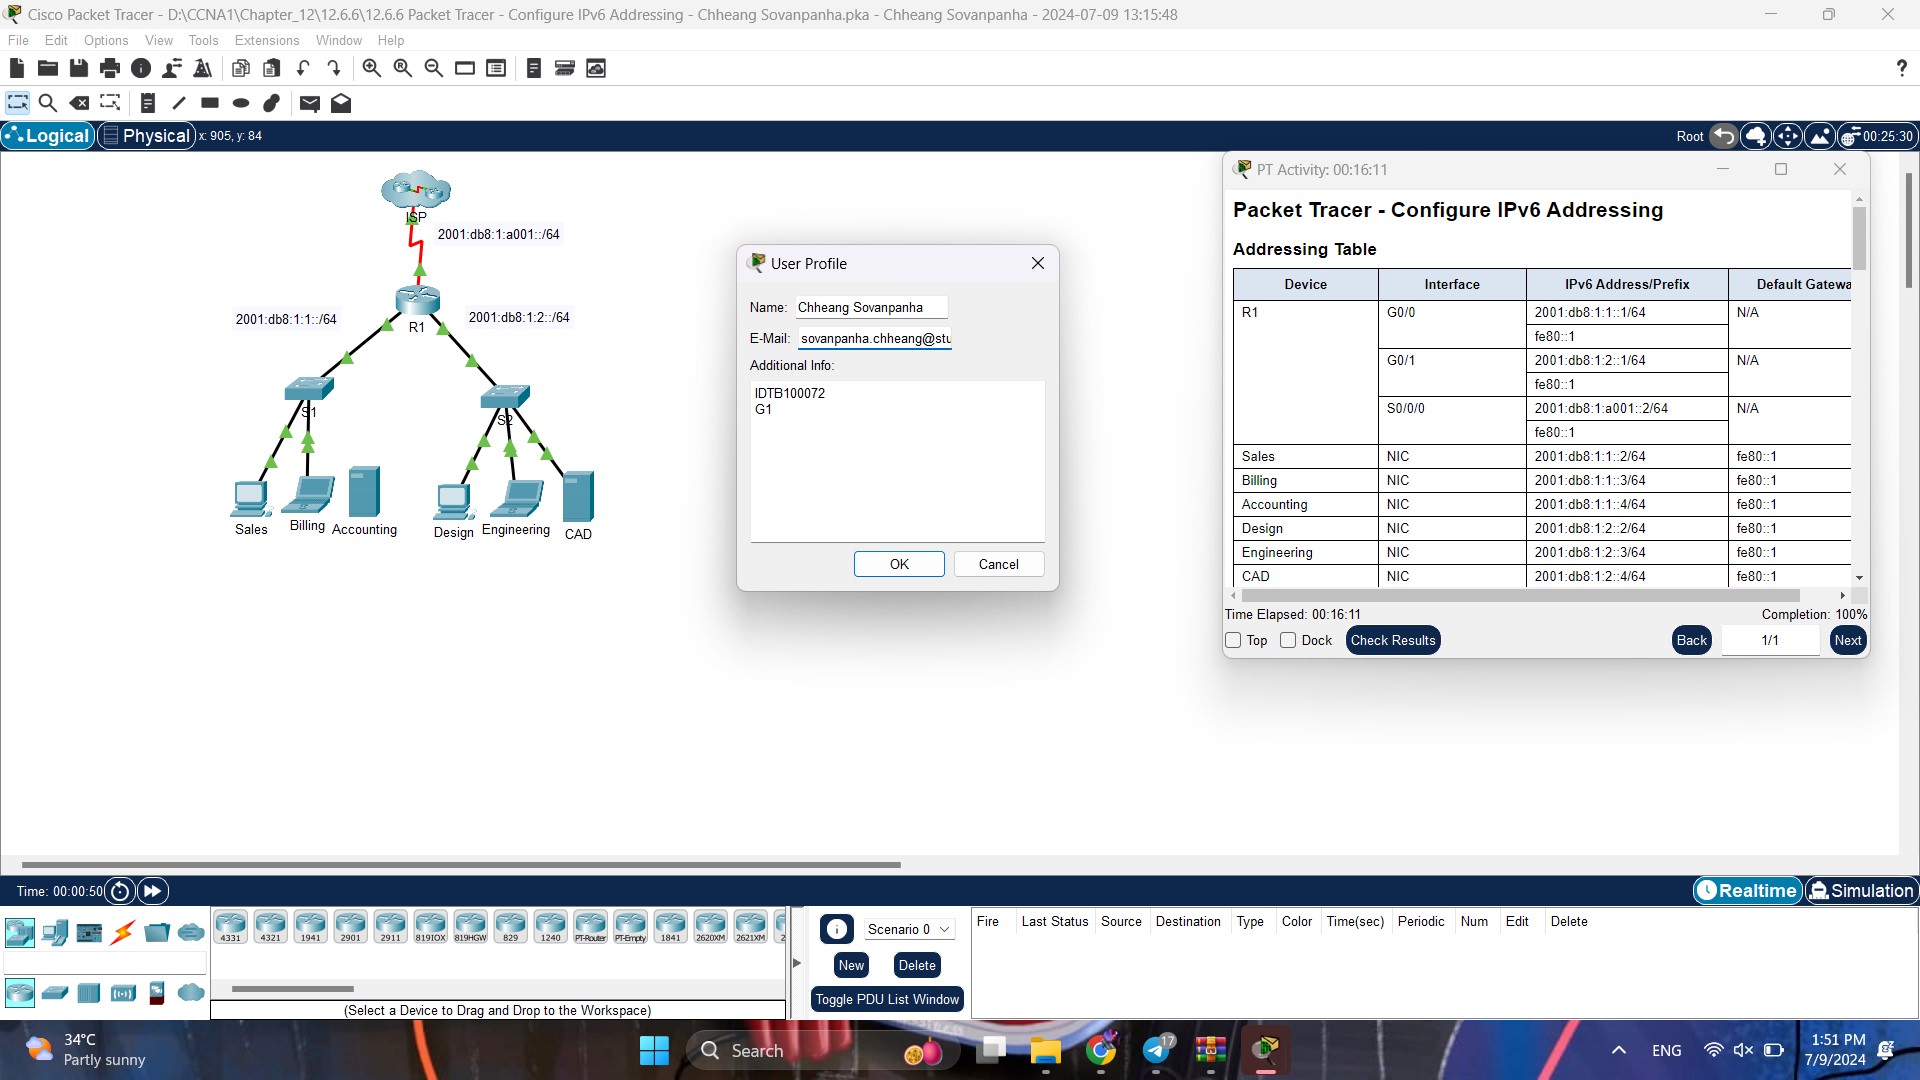 Cisco Packet Tracer - D:\CCNA1\Chapter_12\12.6.6\12.6.6 Packet Tracer - Configure IPv6 Addressing - Chheang Sovanpanha.pka - Chheang Sovanpanha - 2024-07-09 13:15:48
File Edit Options View Tools Extensions Window Help
Logical Physical x: 905, y: 84 Root 00:25:30
ISP
2001:db8:1:a001::/64
2001:db8:1:1::/64
R1
2001:db8:1:2::/64
S1
S2
Sales
Billing
Accounting
Design
Engineering
CAD
User Profile
Name: Chheang Sovanpanha
E-Mail: sovanpanha.chheang@stu
Additional Info:
IDTB100072
G1
OK Cancel
PT Activity: 00:16:11
Packet Tracer - Configure IPv6 Addressing
Addressing Table
Device Interface IPv6 Address/Prefix Default Gatewa
R1 G0/0 2001:db8:1:1::1/64 N/A
fe80::1
G0/1 2001:db8:1:2::1/64 N/A
fe80::1
S0/0/0 2001:db8:1:a001::2/64 N/A
fe80::1
Sales NIC 2001:db8:1:1::2/64 fe80::1
Billing NIC 2001:db8:1:1::3/64 fe80::1
Accounting NIC 2001:db8:1:1::4/64 fe80::1
Design NIC 2001:db8:1:2::2/64 fe80::1
Engineering NIC 2001:db8:1:2::3/64 fe80::1
CAD NIC 2001:db8:1:2::4/64 fe80::1
Time Elapsed: 00:16:11 Completion: 100%
Top Dock Check Results Back 1/1 Next
Time: 00:00:50 Realtime Simulation
4331 4321 1941 2901 2911 819IOX 819HGW 829 1240 PT-Router PT-Empty 1841 2620XM 2621XM 2
(Select a Device to Drag and Drop to the Workspace)
Scenario 0
New Delete
Toggle PDU List Window
Fire Last Status Source Destination Type Color Time(sec) Periodic Num Edit Delete
34°C
Partly sunny
Search
17
ENG
1:51 PM
7/9/2024